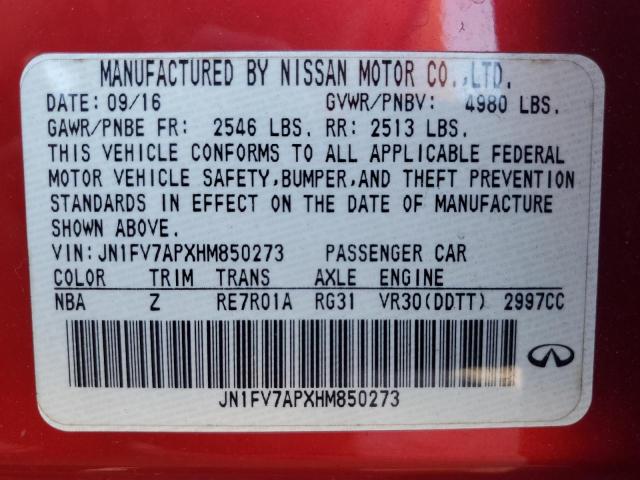 MANUFACTURED BY NISSAN MOTOR CO.,LTD.
DATE: 09/16 GVWR/PNBV: 4980 LBS.
GAWR/PNBE FR: 2546 LBS. RR: 2513 LBS.
THIS VEHICLE CONFORMS TO ALL APPLICABLE FEDERAL
MOTOR VEHICLE SAFETY,BUMPER,AND THEFT PREVENTION
STANDARDS IN EFFECT ON THE DATE OF MANUFACTURE
SHOWN ABOVE.
VIN:JN1FV7APXHM850273 PASSENGER CAR
COLOR TRIM TRANS AXLE ENGINE
NBA Z RE7R01A RG31 VR30(DDTT) 2997CC
JN1FV7APXHM850273